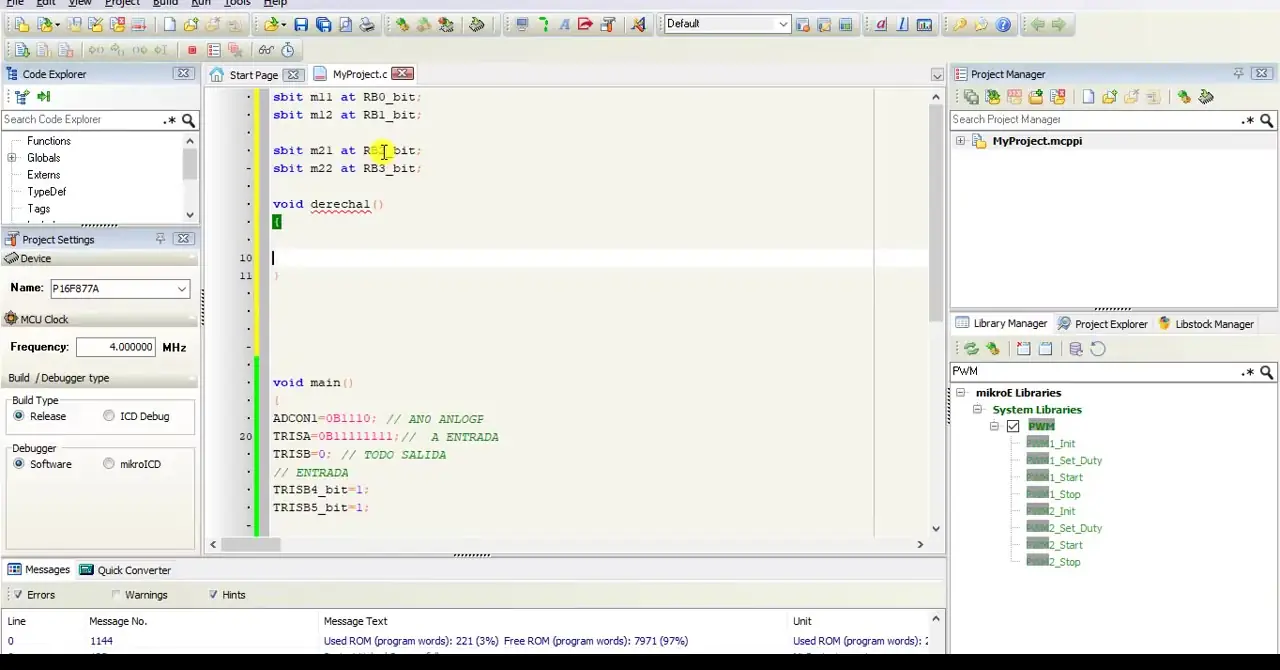 File Edit View Project Build Run Tools Help
Default
Code Explorer
Search Code Explorer
Functions
Globals
Externs
TypeDef
Tags
Project Settings
Device
Name: P16F877A
MCU Clock
Frequency: 4.000000 MHz
Build / Debugger type
Build Type
Release ICD Debug
Debugger
Software mikroICD
Start Page MyProject.c
sbit m11 at RB0_bit;
sbit m12 at RB1_bit;
sbit m21 at RB2_bit;
sbit m22 at RB3_bit;
void derecha1()
{
10
11 }
void main()
{
ADCON1=0B1110; // AN0 ANLOGF
20 TRISA=0B11111111;// A ENTRADA
TRISB=0; // TODO SALIDA
// ENTRADA
TRISB4_bit=1;
TRISB5_bit=1;
Project Manager
Search Project Manager
MyProject.mcppi
Library Manager Project Explorer Libstock Manager
PWM
mikroE Libraries
System Libraries
PWM
PWM1_Init
PWM1_Set_Duty
PWM1_Start
PWM1_Stop
PWM2_Init
PWM2_Set_Duty
PWM2_Start
PWM2_Stop
Messages Quick Converter
Errors Warnings Hints
Line Message No. Message Text Unit
0 1144 Used ROM (program words): 221 (3%) Free ROM (program words): 7971 (97%) Used ROM (program words):